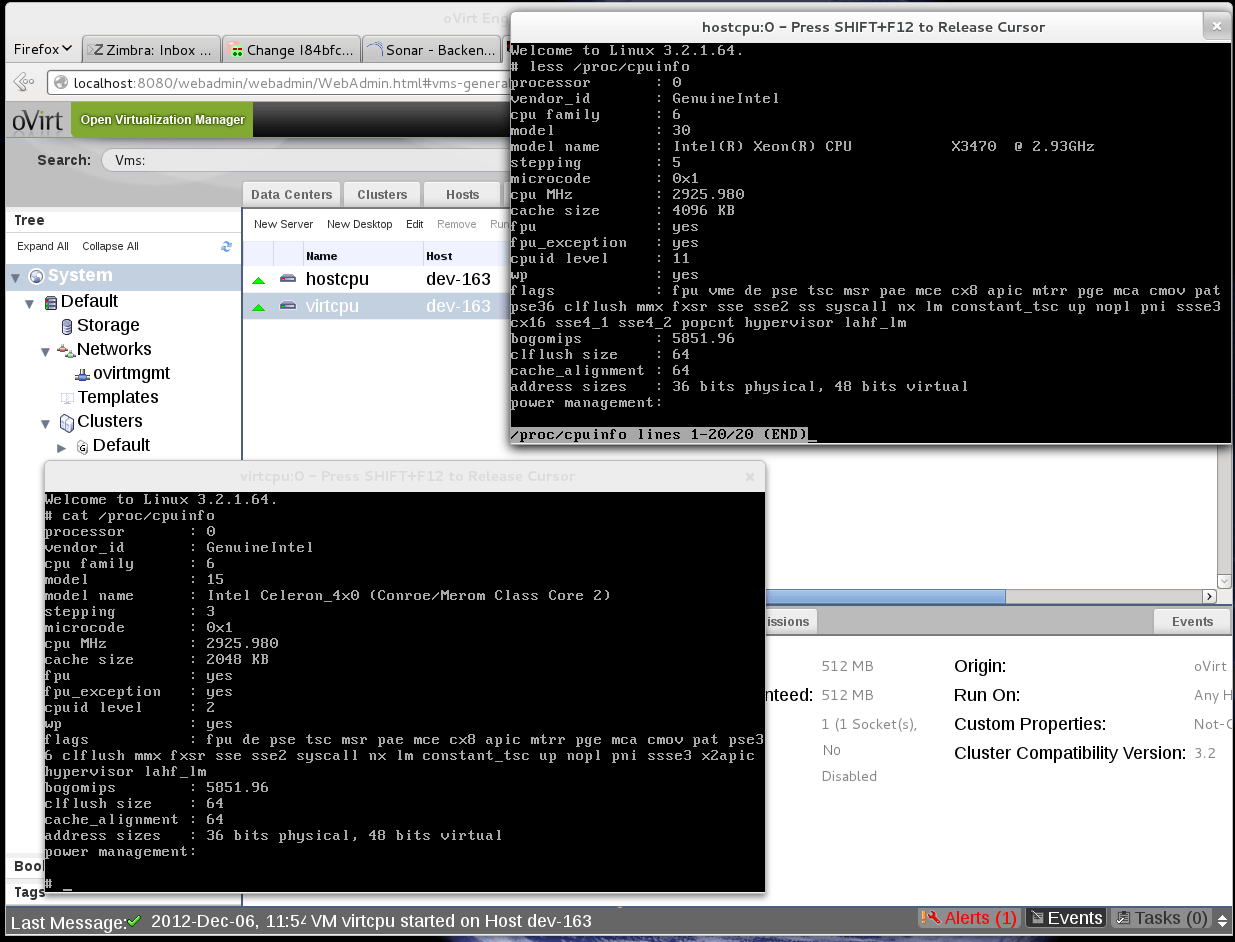 oVirt Eng
Firefox
Zimbra: Inbox ...
Change I84bfc...
Sonar - Backen...
localhost:8080/webadmin/webadmin/WebAdmin.html#vms-genera
oVirt
Open Virtualization Manager
Search:
Vms:
Data Centers
Clusters
Hosts
Tree
Expand All
Collapse All
New Server
New Desktop
Edit
Remove
Run
Name
Host
System
hostcpu
dev-163
virtcpu
dev-163
Default
Storage
Networks
ovirtmgmt
Templates
Clusters
Default
hostcpu:0 - Press SHIFT+F12 to Release Cursor
Welcome to Linux 3.2.1.64.
# less /proc/cpuinfo
processor : 0
vendor_id : GenuineIntel
cpu family : 6
model : 30
model name : Intel(R) Xeon(R) CPU X3470 @ 2.93GHz
stepping : 5
microcode : 0x1
cpu MHz : 2925.980
cache size : 4096 KB
fpu : yes
fpu_exception : yes
cpuid level : 11
wp : yes
flags : fpu vme de pse tsc msr pae mce cx8 apic mtrr pge mca cmov pat
pse36 clflush mmx fxsr sse sse2 ss syscall nx lm constant_tsc up nopl pni ssse3
cx16 sse4_1 sse4_2 popcnt hypervisor lahf_lm
bogomips : 5851.96
clflush size : 64
cache_alignment : 64
address sizes : 36 bits physical, 48 bits virtual
power management:
/proc/cpuinfo lines 1-20/20 (END)
virtcpu:0 - Press SHIFT+F12 to Release Cursor
Welcome to Linux 3.2.1.64.
# cat /proc/cpuinfo
processor : 0
vendor_id : GenuineIntel
cpu family : 6
model : 15
model name : Intel Celeron_4x0 (Conroe/Merom Class Core 2)
stepping : 3
microcode : 0x1
cpu MHz : 2925.980
cache size : 2048 KB
fpu : yes
fpu_exception : yes
cpuid level : 2
wp : yes
flags : fpu de pse tsc msr pae mce cx8 apic mtrr pge mca cmov pat pse3
6 clflush mmx fxsr sse sse2 syscall nx lm constant_tsc up nopl pni ssse3 x2apic
hypervisor lahf_lm
bogomips : 5851.96
clflush size : 64
cache_alignment : 64
address sizes : 36 bits physical, 48 bits virtual
power management:
# _
issions
Events
512 MB
Origin:
oVirt
nteed:
512 MB
Run On:
Any H
1 (1 Socket(s),
Custom Properties:
Not-C
No
Cluster Compatibility Version:
3.2
Disabled
Boo
Tags
Last Message:
2012-Dec-06, 11:54
VM virtcpu started on Host dev-163
Alerts (1)
Events
Tasks (0)